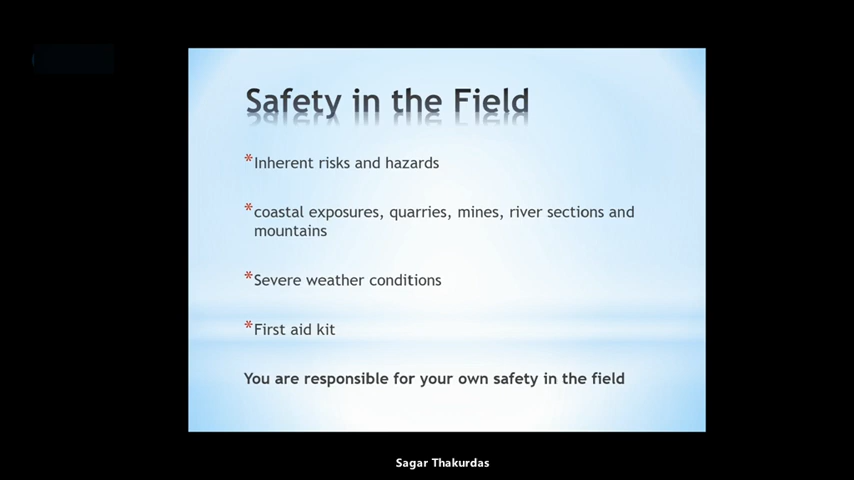 Safety in the Field
*Inherent risks and hazards
*coastal exposures, quarries, mines, river sections and
mountains
*Severe weather conditions
*First aid kit
You are responsible for your own safety in the field
Sagar Thakurdas